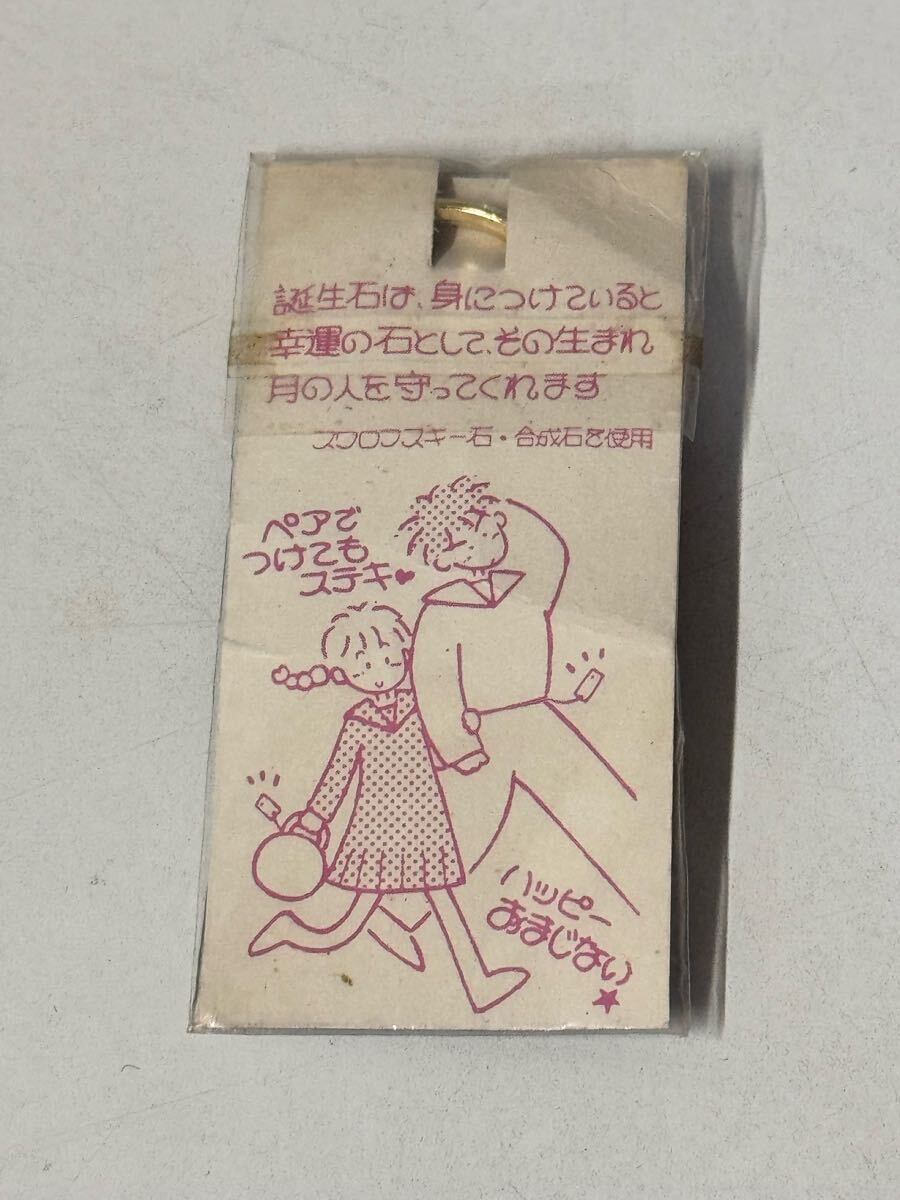 誕生石は、身につけていると
幸運の石として、その生まれ
月の人を守ってくれます
スワロフスキー石・合成石を使用
ペアで
つけても
ステキ♥
ハッピー
おまじない
★